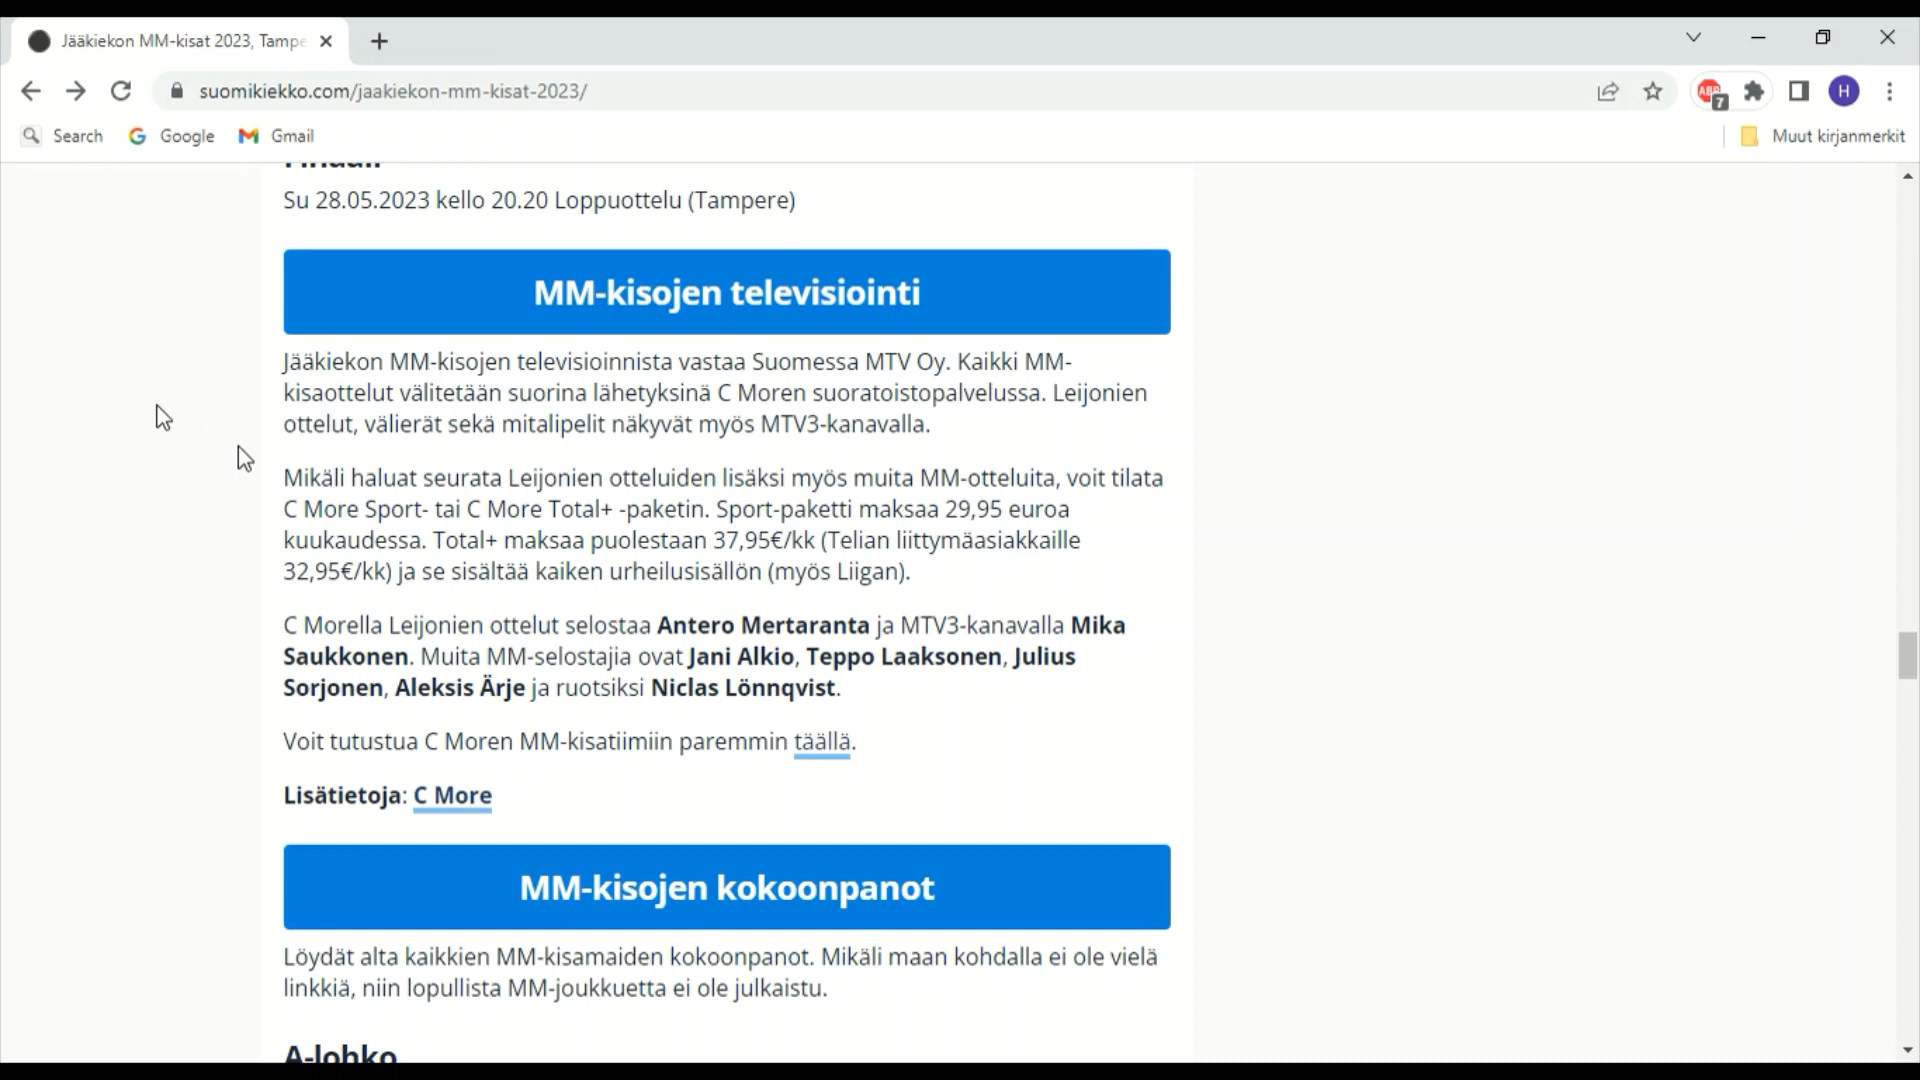 Jääkiekon MM-kisat 2023, Tampe
suomikiekko.com/jaakiekon-mm-kisat-2023/
ABP
7
H
Search
Google
Gmail
Muut kirjanmerkit
Su 28.05.2023 kello 20.20 Loppuottelu (Tampere)
MM-kisojen televisiointi
Jääkiekon MM-kisojen televisioinnista vastaa Suomessa MTV Oy. Kaikki MM-
kisaottelut välitetään suorina lähetyksinä C Moren suoratoistopalvelussa. Leijonien
ottelut, välierät sekä mitalipelit näkyvät myös MTV3-kanavalla.
Mikäli haluat seurata Leijonien otteluiden lisäksi myös muita MM-otteluita, voit tilata
C More Sport- tai C More Total+ -paketin. Sport-paketti maksaa 29,95 euroa
kuukaudessa. Total+ maksaa puolestaan 37,95€/kk (Telian liittymäasiakkaille
32,95€/kk) ja se sisältää kaiken urheilusisällön (myös Liigan).
C Morella Leijonien ottelut selostaa Antero Mertaranta ja MTV3-kanavalla Mika
Saukkonen. Muita MM-selostajia ovat Jani Alkio, Teppo Laaksonen, Julius
Sorjonen, Aleksis Ärje ja ruotsiksi Niclas Lönnqvist.
Voit tutustua C Moren MM-kisatiimiin paremmin täällä.
Lisätietoja: C More
MM-kisojen kokoonpanot
Löydät alta kaikkien MM-kisamaiden kokoonpanot. Mikäli maan kohdalla ei ole vielä
linkkiä, niin lopullista MM-joukkuetta ei ole julkaistu.
A-lohko